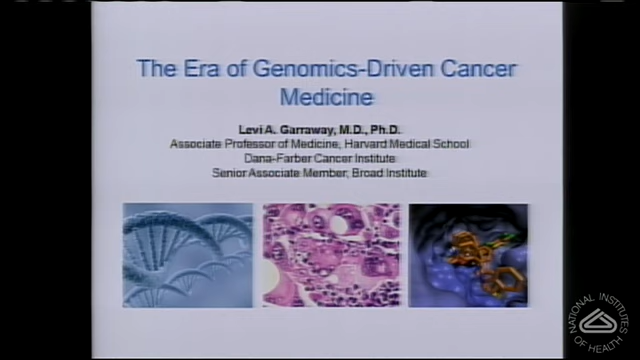 The Era of Genomics-Driven Cancer
Medicine
Levi A. Garraway, M.D., Ph.D.
Associate Professor of Medicine, Harvard Medical School
Dana-Farber Cancer Institute
Senior Associate Member, Broad Institute
NATIONAL INSTITUTES
OF HEALTH